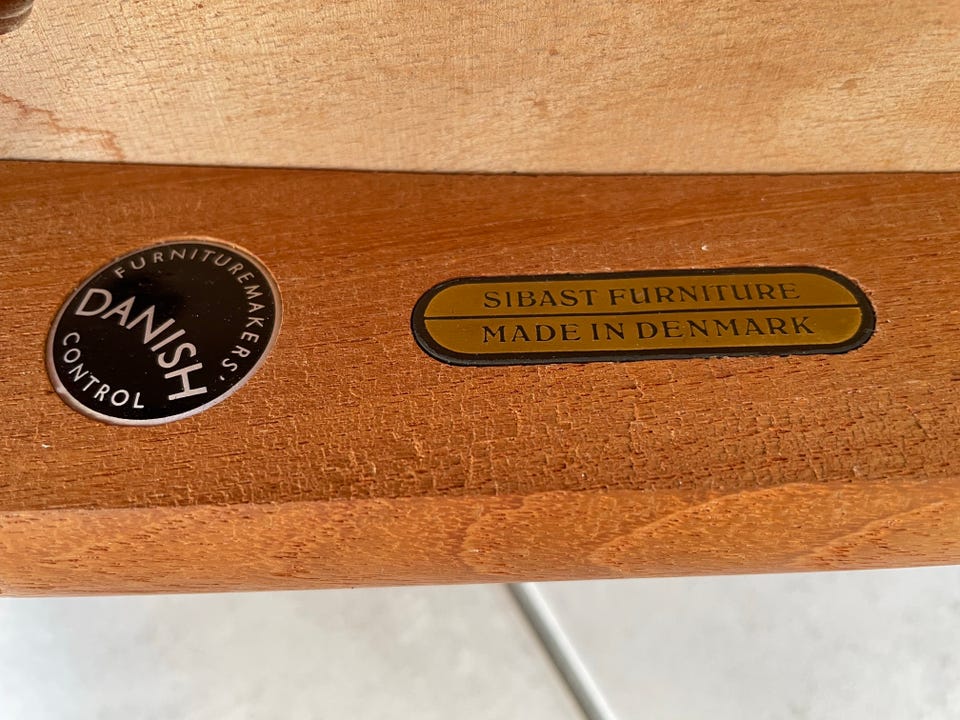 FURNITUREMAKERS'
DANISH
CONTROL
SIBAST FURNITURE
MADE IN DENMARK